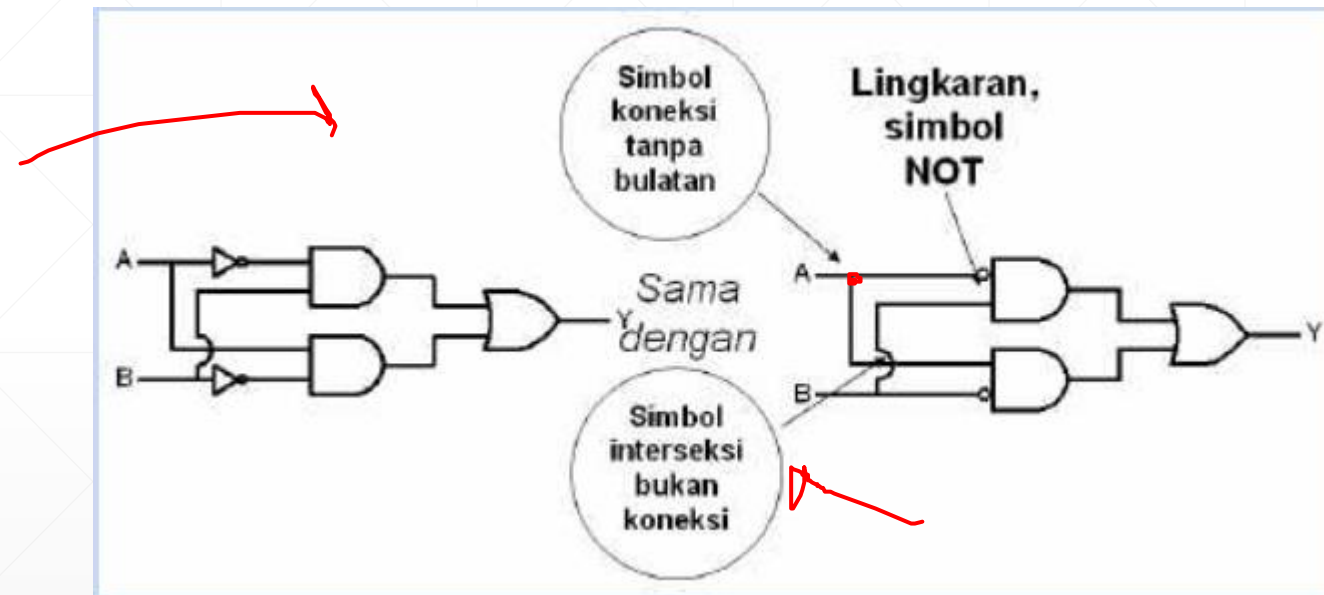 Simbol
koneksi
tanpa
bulatan
Lingkaran,
simbol
NOT
A
B
Y
Sama
dengan
A
B
Y
Simbol
interseksi
bukan
koneksi